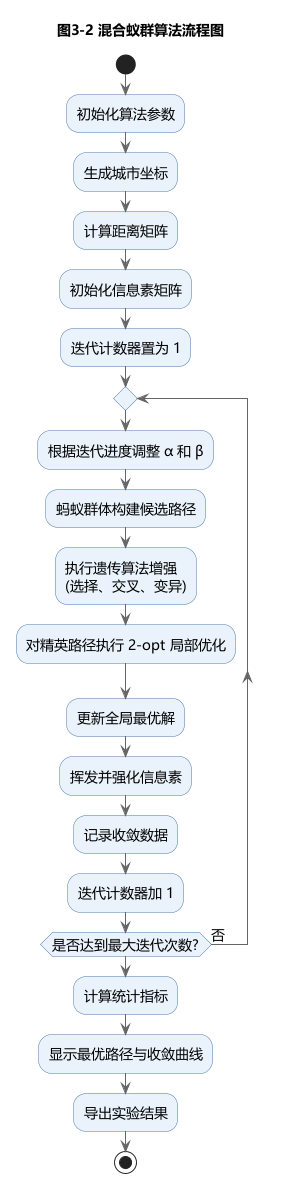 图3-2 混合蚁群算法流程图
初始化算法参数
生成城市坐标
计算距离矩阵
初始化信息素矩阵
迭代计数器置为 1
根据迭代进度调整 α 和 β
蚂蚁群体构建候选路径
执行遗传算法增强
(选择、交叉、变异)
对精英路径执行 2-opt 局部优化
更新全局最优解
挥发并强化信息素
记录收敛数据
迭代计数器加 1
是否达到最大迭代次数?
否
计算统计指标
显示最优路径与收敛曲线
导出实验结果